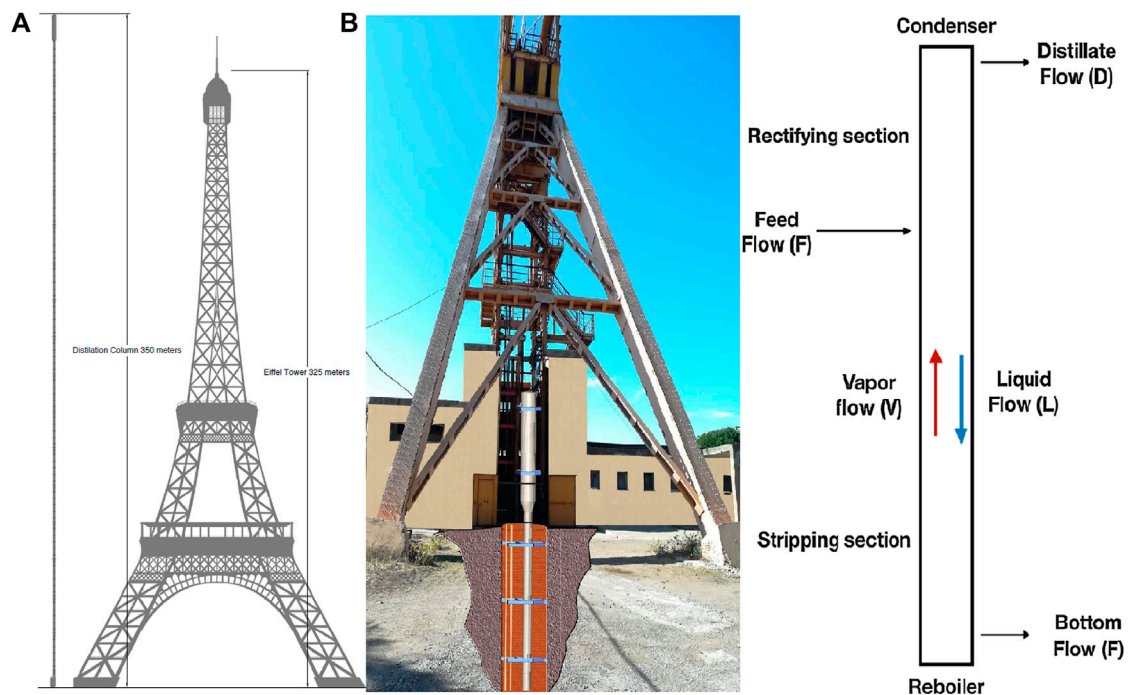 A
B
Distilation Column 350 meters
Eiffel Tower 325 meters
Condenser
Distillate
Flow (D)
Rectifying section
Feed
Flow (F)
Vapor
flow (V)
Liquid
Flow (L)
Stripping section
Bottom
Flow (F)
Reboiler